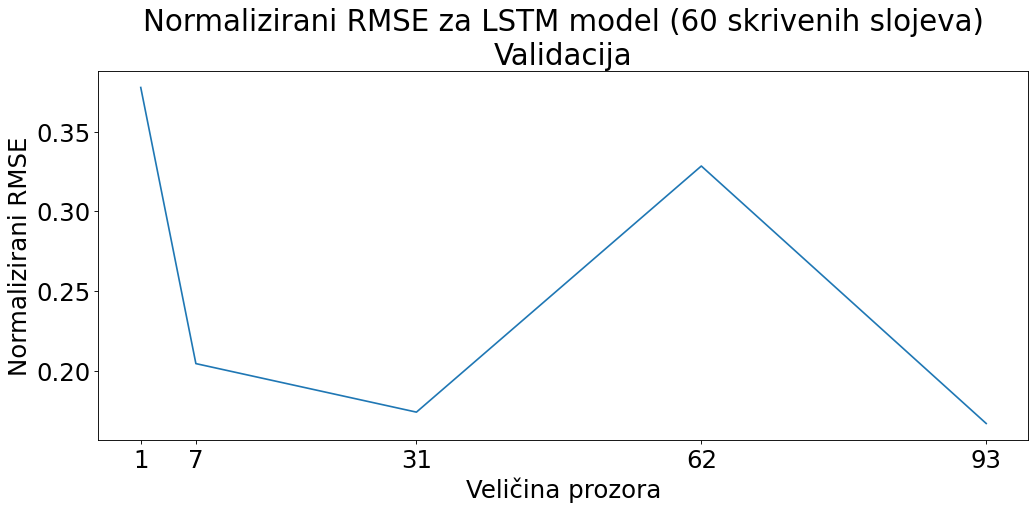 Normalizirani RMSE za LSTM model (60 skrivenih slojeva)
Validacija
Normalizirani RMSE
0.35
0.30
0.25
0.20
1 7 31 62 93
Veličina prozora